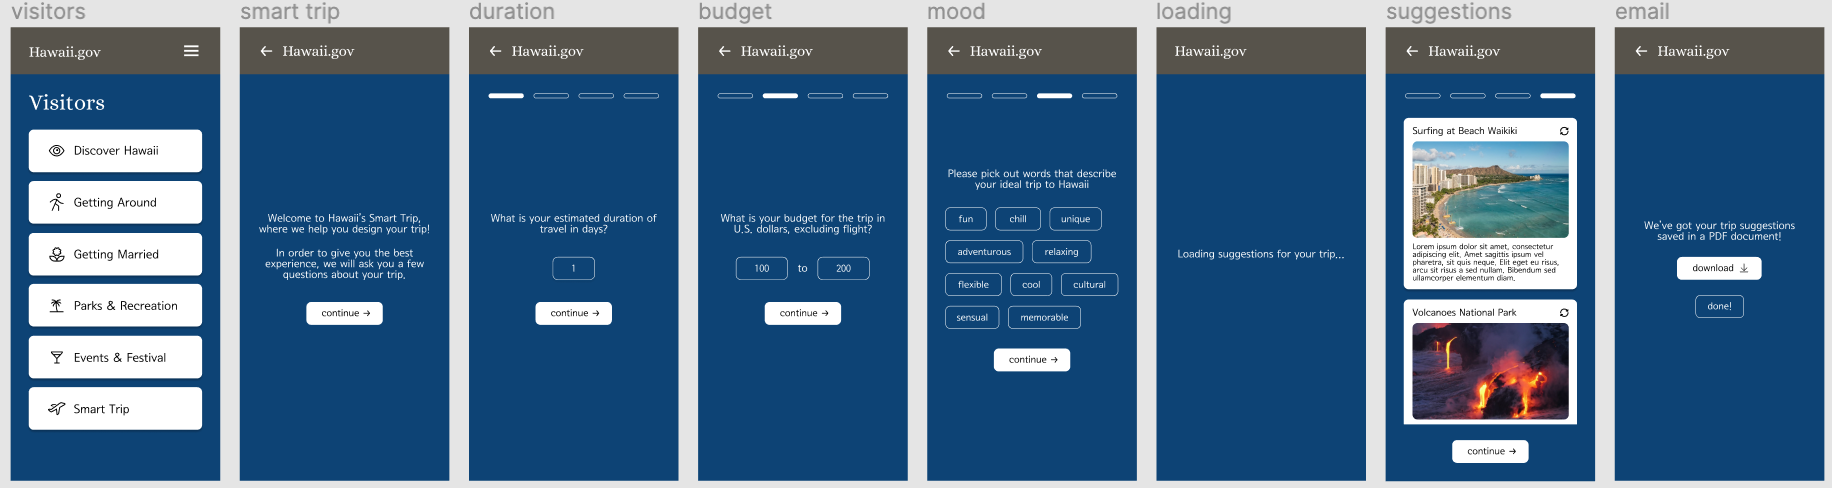 visitors
Hawaii.gov
Visitors
Discover Hawaii
Getting Around
Getting Married
Parks & Recreation
Events & Festival
Smart Trip
smart trip
Hawaii.gov
Welcome to Hawaii's Smart Trip,
where we help you design your trip!
In order to give you the best
experience, we will ask you a few
questions about your trip.
continue →
duration
Hawaii.gov
What is your estimated duration of
travel in days?
1
continue →
budget
Hawaii.gov
What is your budget for the trip in
U.S. dollars, excluding flight?
100 to 200
continue →
mood
Hawaii.gov
Please pick out words that describe
your ideal trip to Hawaii
fun chill unique
adventurous relaxing
flexible cool cultural
sensual memorable
continue →
loading
Hawaii.gov
Loading suggestions for your trip...
suggestions
Hawaii.gov
Surfing at Beach Waikiki
Lorem ipsum dolor sit amet, consectetur
adipiscing elit. Amet sagittis ipsum vel
pharetra, sit quis neque. Elit eget eu risus,
arcu sit risus a sed nullam. Bibendum sed
ullamcorper elementum diam.
Volcanoes National Park
continue →
email
Hawaii.gov
We've got your trip suggestions
saved in a PDF document!
download
done!